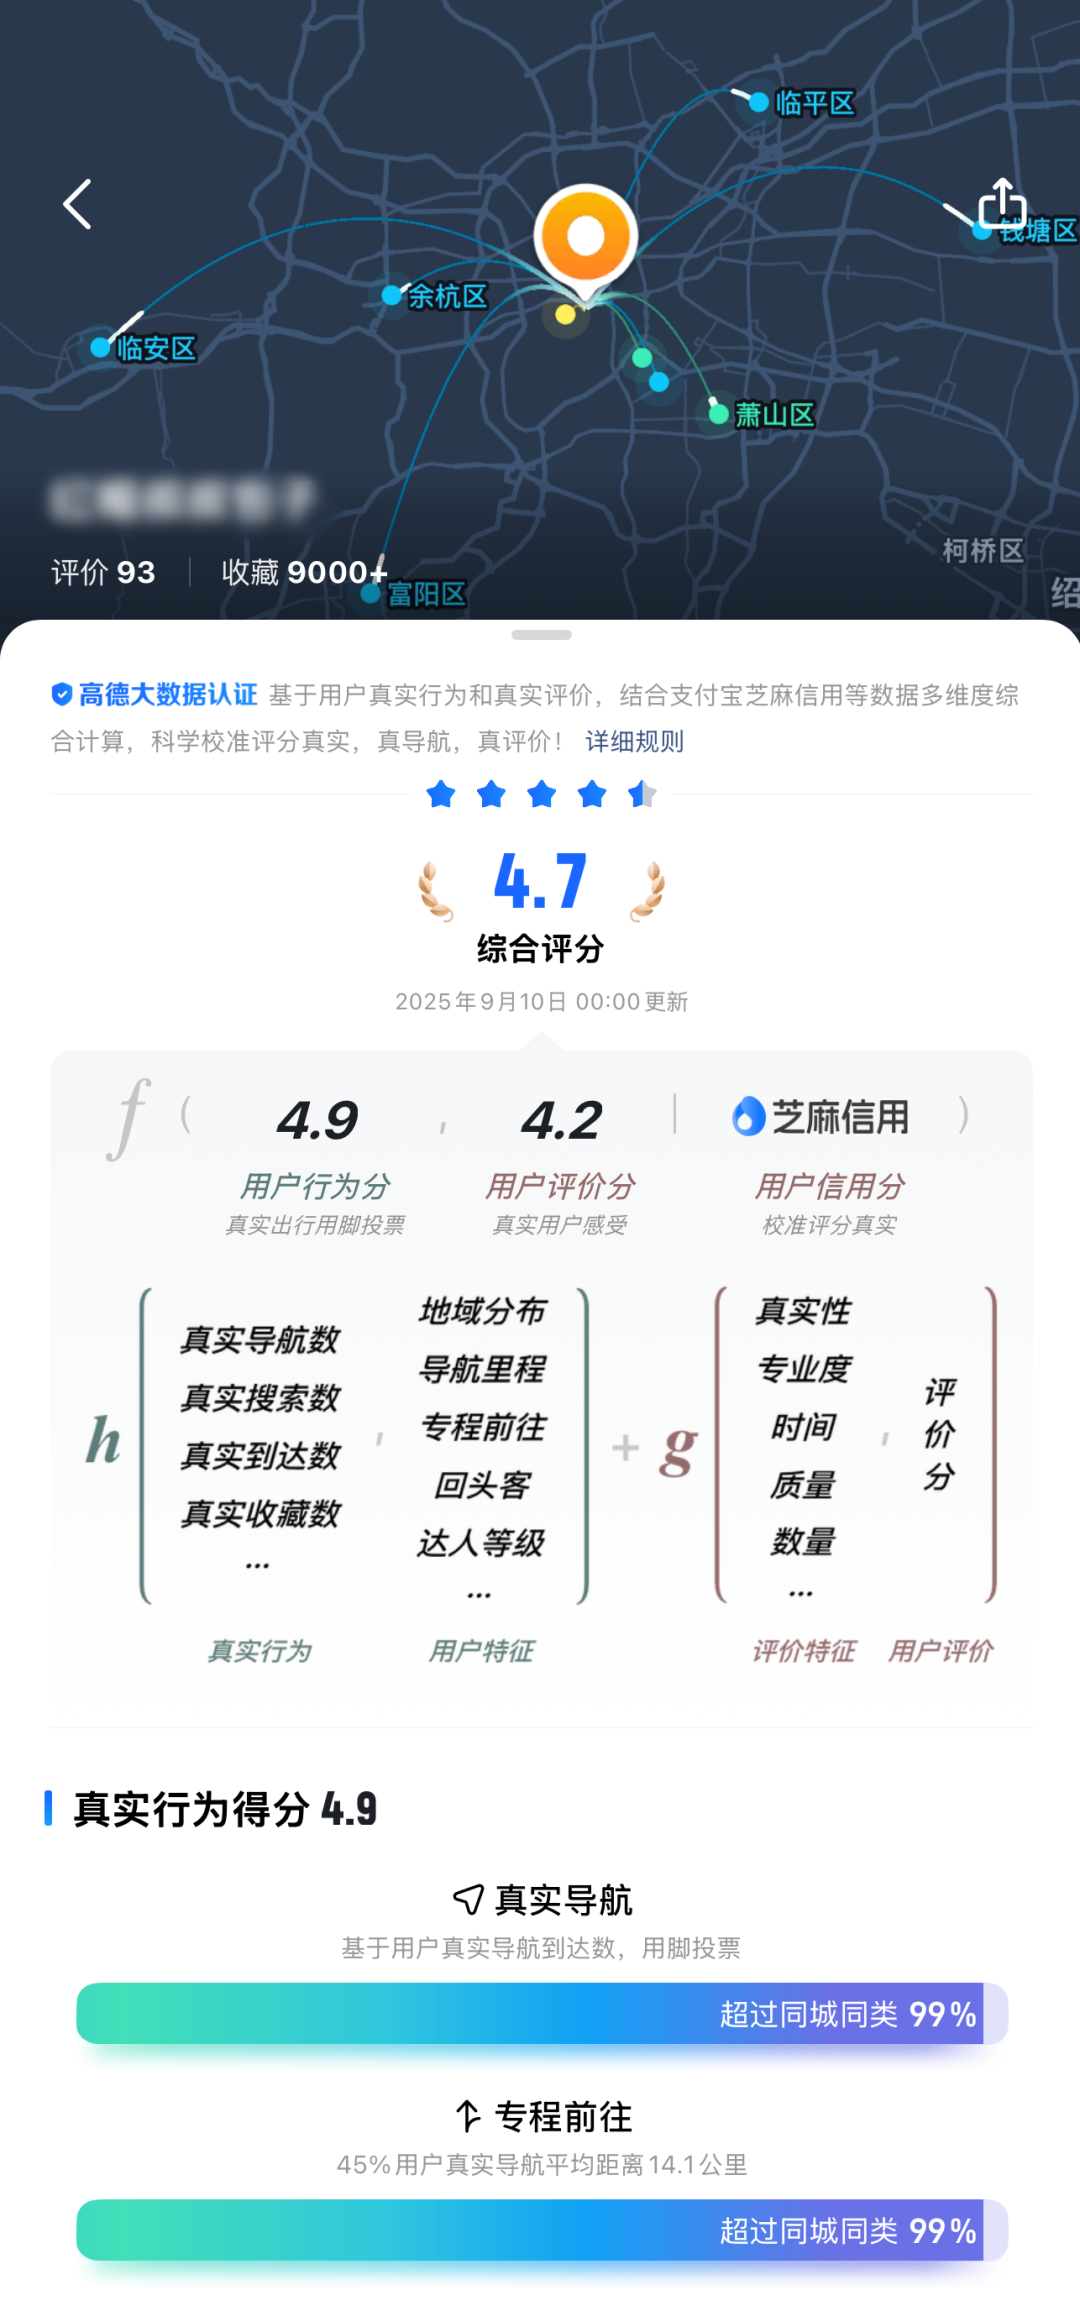 临平区
钱塘区
余杭区
临安区
萧山区
柯桥区
评价 93 收藏 9000+
富阳区
绍
高德大数据认证 基于用户真实行为和真实评价，结合支付宝芝麻信用等数据多维度综
合计算，科学校准评分真实，真导航，真评价！ 详细规则
4.7
综合评分
2025年9月10日 00:00更新
f ( 4.9 , 4.2 | 芝麻信用 )
用户行为分 用户评价分 用户信用分
真实出行用脚投票 真实用户感受 校准评分真实
h
真实导航数
真实搜索数
真实到达数
真实收藏数
...
,
地域分布
导航里程
专程前往
回头客
达人等级
...
+
g
真实性
专业度
时间
质量
数量
...
,
评
价
分
真实行为 用户特征 评价特征 用户评价
真实行为得分 4.9
真实导航
基于用户真实导航到达数，用脚投票
超过同城同类 99%
专程前往
45%用户真实导航平均距离14.1公里
超过同城同类 99%